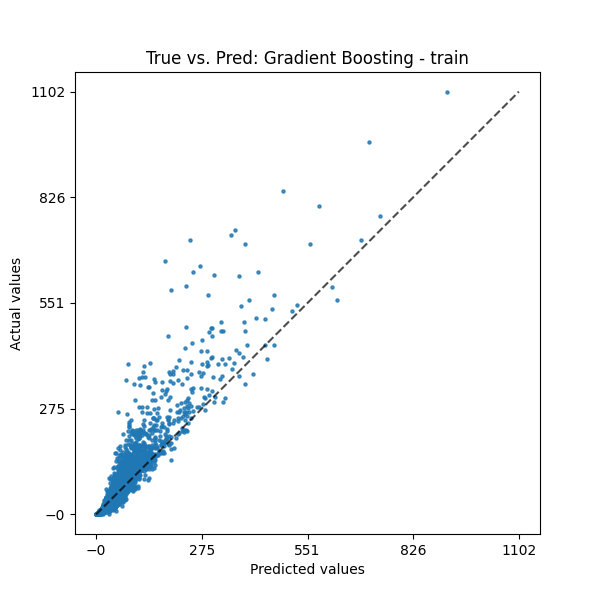 True vs. Pred: Gradient Boosting - train
1102
826
551
275
−0
Actual values
−0 275 551 826 1102
Predicted values